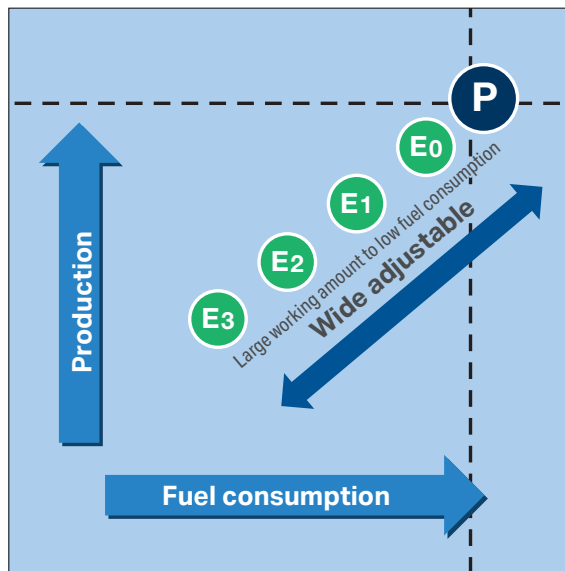 P
E0
E1
E2
E3
Large working amount to low fuel consumption
Wide adjustable
Production
Fuel consumption